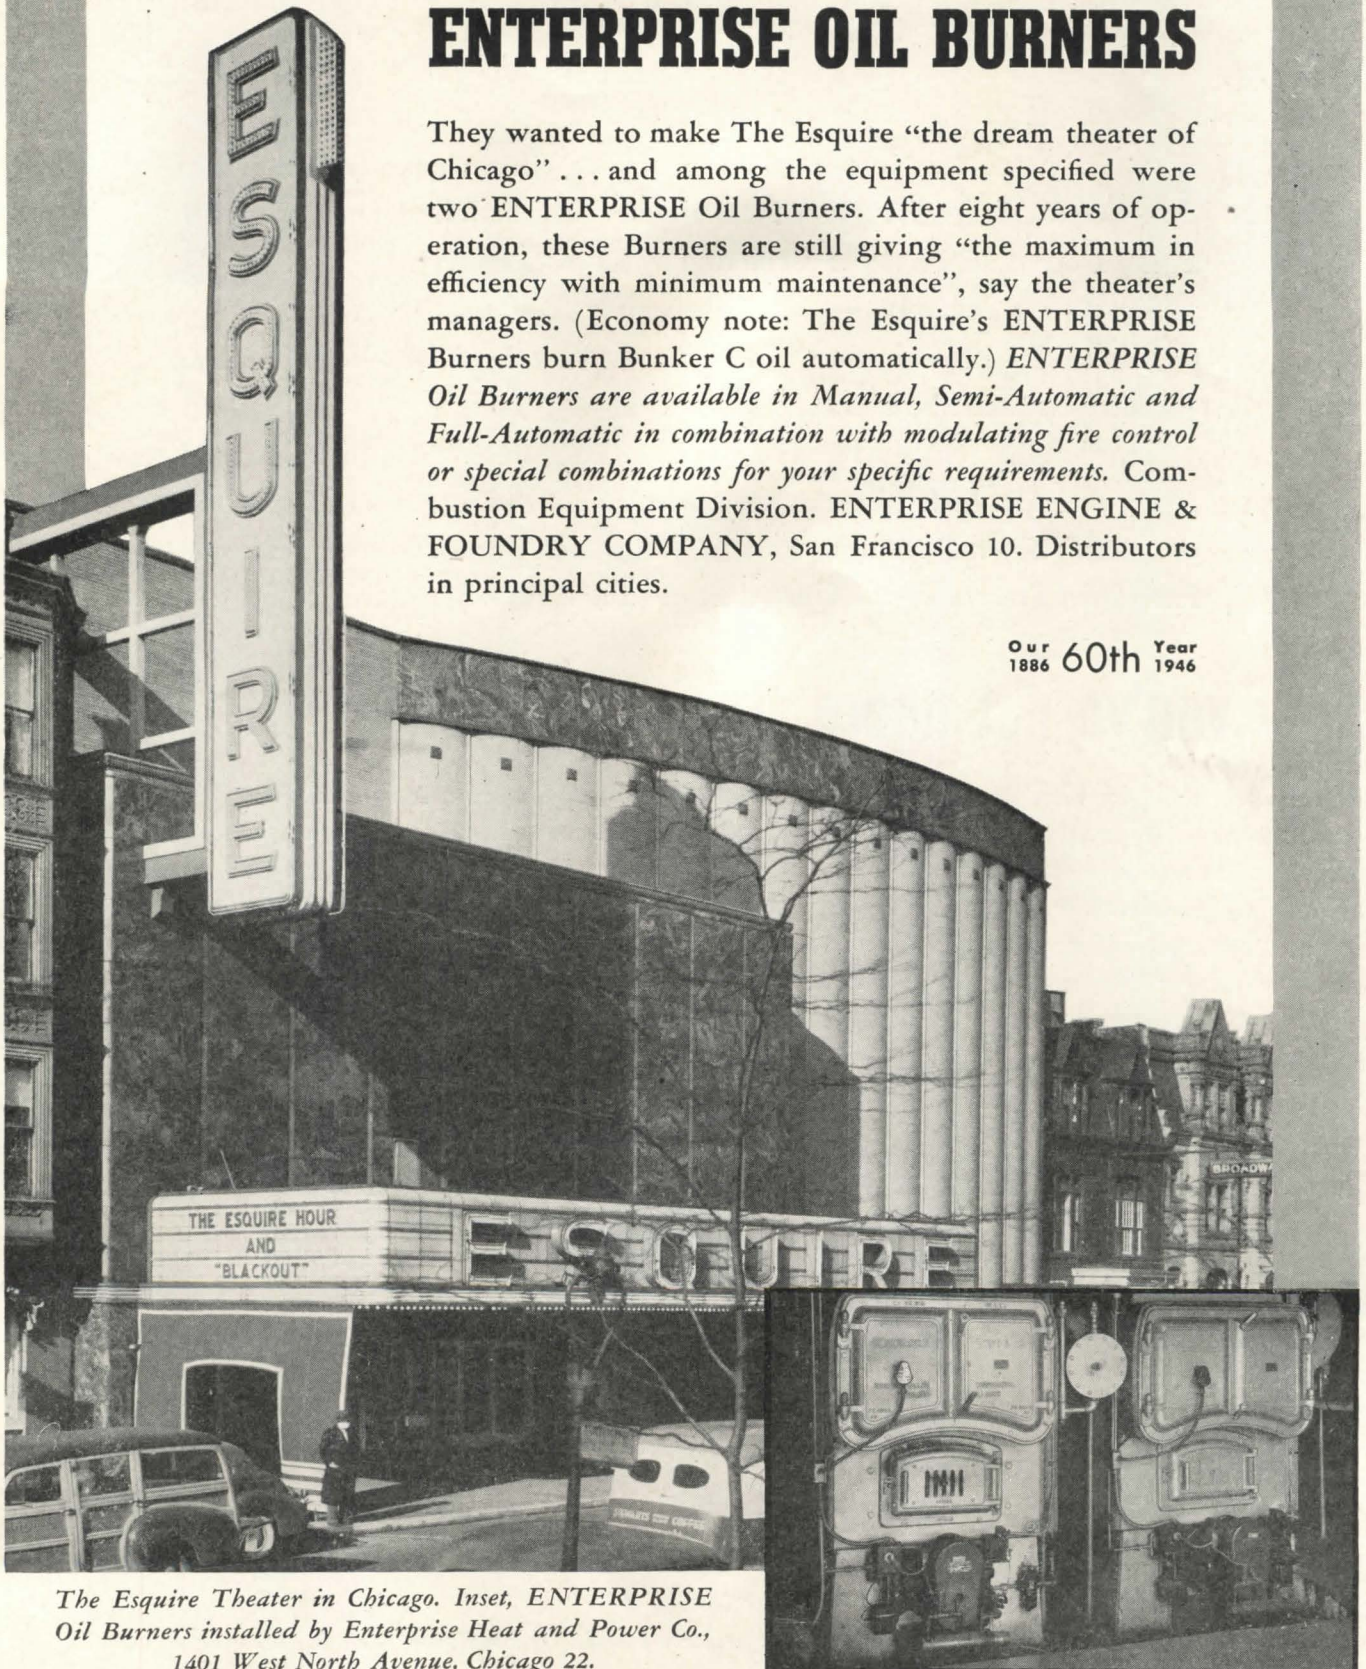 ENTERPRISE OIL BURNERS
They wanted to make The Esquire “the dream theater of
Chicago” . . . and among the equipment specified were
two ENTERPRISE Oil Burners. After eight years of op-
eration, these Burners are still giving “the maximum in
efficiency with minimum maintenance”, say the theater's
managers. (Economy note: The Esquire's ENTERPRISE
Burners burn Bunker C oil automatically.) ENTERPRISE
Oil Burners are available in Manual, Semi-Automatic and
Full-Automatic in combination with modulating fire control
or special combinations for your specific requirements. Com-
bustion Equipment Division. ENTERPRISE ENGINE &
FOUNDRY COMPANY, San Francisco 10. Distributors
in principal cities.
Our 60th Year
1886 1946
ESQUIRE
BROADWA
THE ESQUIRE HOUR
AND
"BLACKOUT"
ESQUIRE
The Esquire Theater in Chicago. Inset, ENTERPRISE
Oil Burners installed by Enterprise Heat and Power Co.,
1401 West North Avenue, Chicago 22.